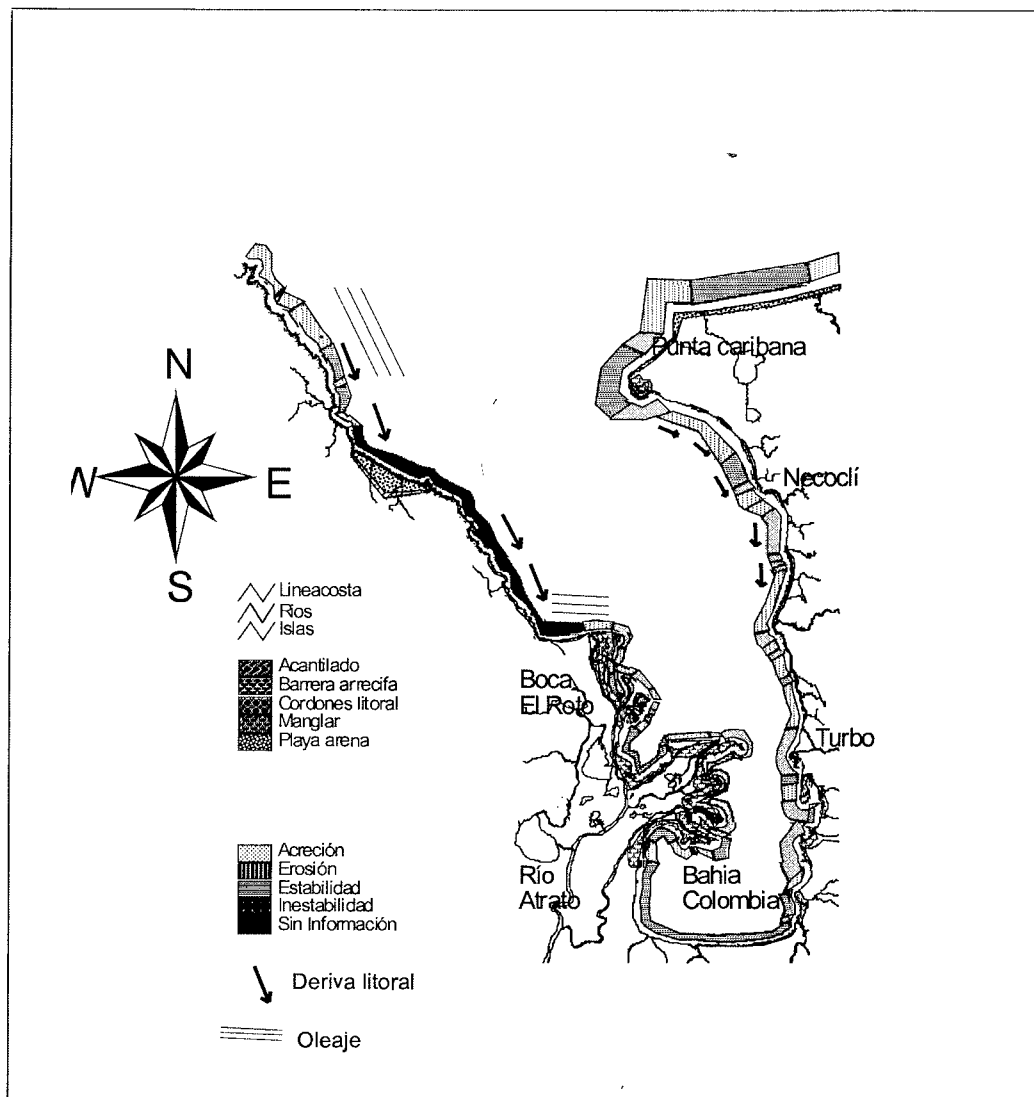 Punta caribana
N
W
E
Necoclí
S
Lineacosta
Rios
Islas
Acantilado
Barrera arrecifa
Cordones litoral
Manglar
Playa arena
Boca
El Roto
Turbo
Acreción
Erosión
Estabilidad
Inestabilidad
Sin Información
Río
Atrato
Bahia
Colombia
Deriva litoral
Oleaje